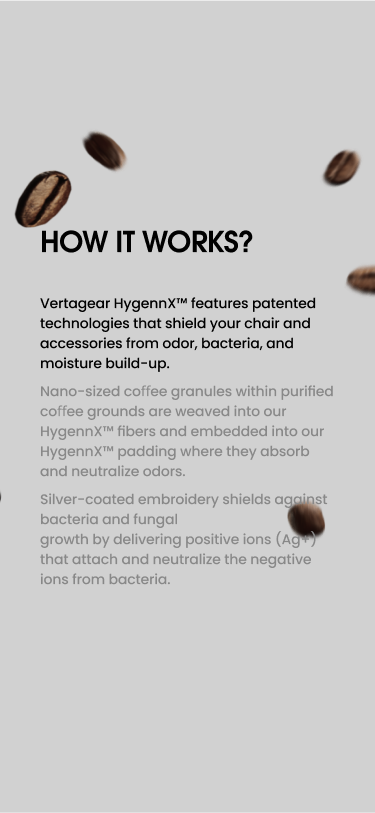 HOW IT WORKS?
Vertagear HygennX™ features patented
technologies that shield your chair and
accessories from odor, bacteria, and
moisture build-up.
Nano-sized coffee granules within purified
coffee grounds are weaved into our
HygennX™ fibers and embedded into our
HygennX™ padding where they absorb
and neutralize odors.
Silver-coated embroidery shields against
bacteria and fungal
growth by delivering positive ions (Ag+)
that attach and neutralize the negative
ions from bacteria.